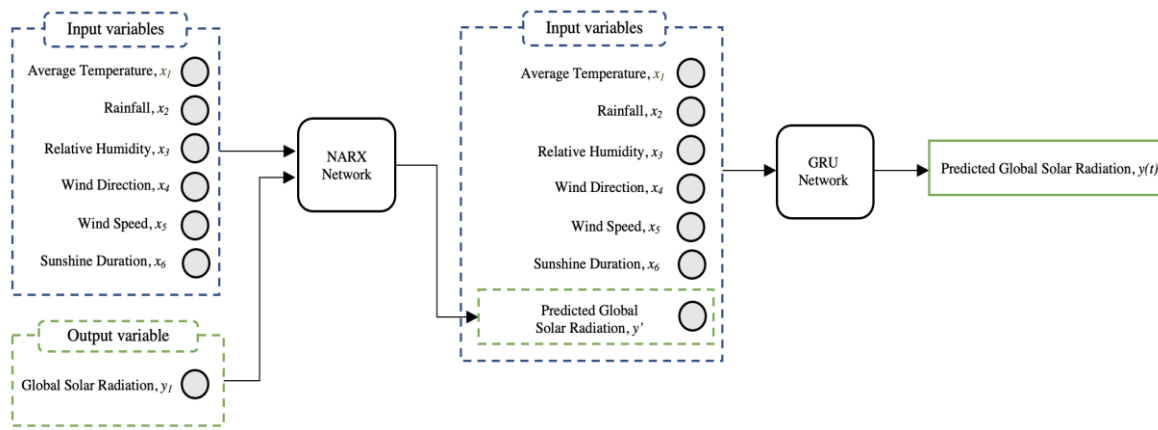 Input variables
Average Temperature, x1
Rainfall, x2
Relative Humidity, x3
Wind Direction, x4
Wind Speed, x5
Sunshine Duration, x6
Output variable
Global Solar Radiation, y1
NARX
Network
Input variables
Average Temperature, x1
Rainfall, x2
Relative Humidity, x3
Wind Direction, x4
Wind Speed, x5
Sunshine Duration, x6
Predicted Global
Solar Radiation, y'
GRU
Network
Predicted Global Solar Radiation, y(t)